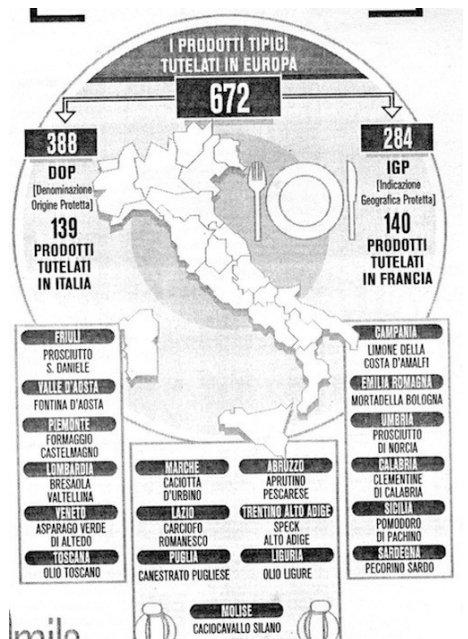 I PRODOTTI TIPICI
TUTELATI IN EUROPA
672
388
DOP
[Denominazione
Origine Protetta]
139
PRODOTTI
TUTELATI
IN ITALIA
284
IGP
[Indicazione
Geografica Protetta]
140
PRODOTTI
TUTELATI
IN FRANCIA
FRIULI
PROSCIUTTO
S. DANIELE
VALLE D'AOSTA
FONTINA D'AOSTA
PIEMONTE
FORMAGGIO
CASTELMAGNO
LOMBARDIA
BRESAOLA
VALTELLINA
VENETO
ASPARAGO VERDE
DI ALTEDO
TOSCANA
OLIO TOSCANO
MARCHE
CACIOTTA
D'URBINO
LAZIO
CARCIOFO
ROMANESCO
PUGLIA
CANESTRATO PUGLIESE
ABRUZZO
APRUTINO
PESCARESE
TRENTINO ALTO ADIGE
SPECK
ALTO ADIGE
LIGURIA
OLIO LIGURE
MOLISE
CACIOCAVALLO SILANO
CAMPANIA
LIMONE DELLA
COSTA D'AMALFI
EMILIA ROMAGNA
MORTADELLA BOLOGNA
UMBRIA
PROSCIUTTO
DI NORCIA
CALABRIA
CLEMENTINE
DI CALABRIA
SICILIA
POMODORO
DI PACHINO
SARDEGNA
PECORINO SARDO